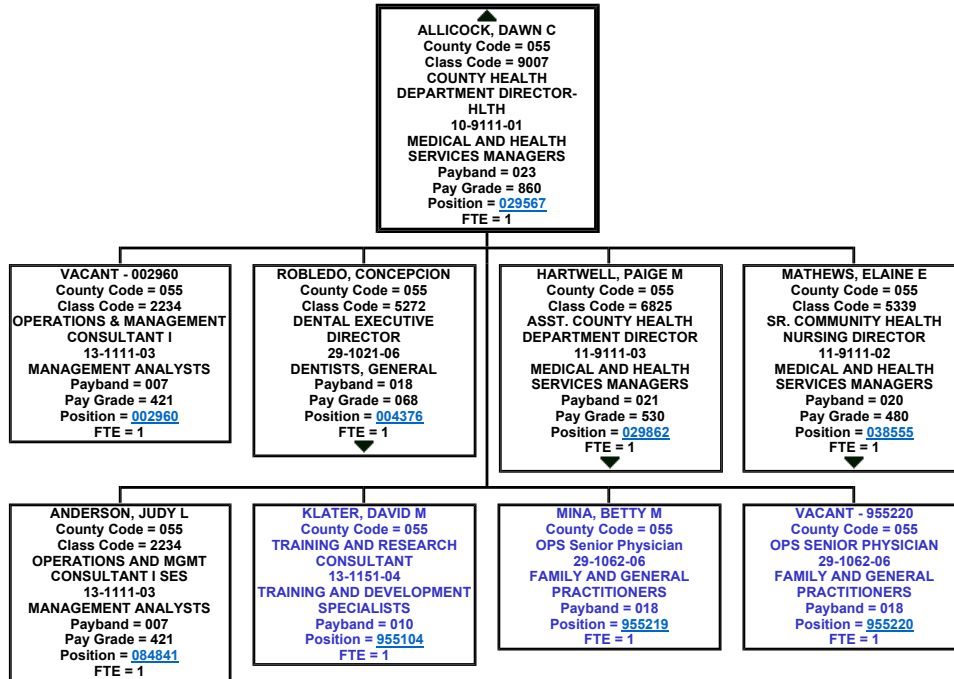 ALLICOCK, DAWN C
County Code = 055
Class Code = 9007
COUNTY HEALTH
DEPARTMENT DIRECTOR-
HLTH
10-9111-01
MEDICAL AND HEALTH
SERVICES MANAGERS
Payband = 023
Pay Grade = 860
Position = 029567
FTE = 1
VACANT - 002960
County Code = 055
Class Code = 2234
OPERATIONS & MANAGEMENT
CONSULTANT I
13-1111-03
MANAGEMENT ANALYSTS
Payband = 007
Pay Grade = 421
Position = 002960
FTE = 1
ROBLEDO, CONCEPCION
County Code = 055
Class Code = 5272
DENTAL EXECUTIVE
DIRECTOR
29-1021-06
DENTISTS, GENERAL
Payband = 018
Pay Grade = 068
Position = 004376
FTE = 1
HARTWELL, PAIGE M
County Code = 055
Class Code = 6825
ASST. COUNTY HEALTH
DEPARTMENT DIRECTOR
11-9111-03
MEDICAL AND HEALTH
SERVICES MANAGERS
Payband = 021
Pay Grade = 530
Position = 029862
FTE = 1
MATHEWS, ELAINE E
County Code = 055
Class Code = 5339
SR. COMMUNITY HEALTH
NURSING DIRECTOR
11-9111-02
MEDICAL AND HEALTH
SERVICES MANAGERS
Payband = 020
Pay Grade = 480
Position = 038555
FTE = 1
ANDERSON, JUDY L
County Code = 055
Class Code = 2234
OPERATIONS AND MGMT
CONSULTANT I SES
13-1111-03
MANAGEMENT ANALYSTS
Payband = 007
Pay Grade = 421
Position = 084841
FTE = 1
KLATER, DAVID M
County Code = 055
TRAINING AND RESEARCH
CONSULTANT
13-1151-04
TRAINING AND DEVELOPMENT
SPECIALISTS
Payband = 010
Position = 955104
FTE = 1
MINA, BETTY M
County Code = 055
OPS Senior Physician
29-1062-06
FAMILY AND GENERAL
PRACTITIONERS
Payband = 018
Position = 955219
FTE = 1
VACANT - 955220
County Code = 055
OPS SENIOR PHYSICIAN
29-1062-06
FAMILY AND GENERAL
PRACTITIONERS
Payband = 018
Position = 955220
FTE = 1